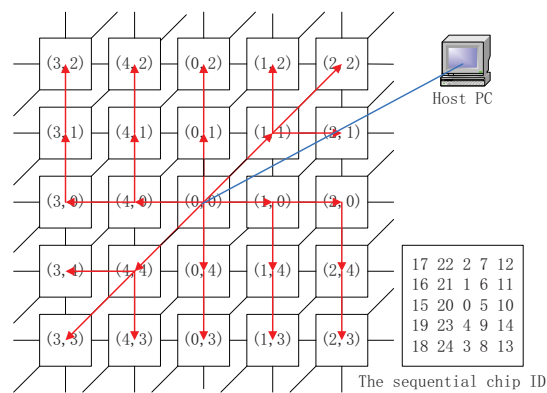 (3,2) (4,2) (0,2) (1,2) (2,2)
Host PC
(3,1) (4,1) (0,1) (1,1) (2,1)
(3,0) (4,0) (0,0) (1,0) (2,0)
(3,4) (4,4) (0,4) (1,4) (2,4)
(3,3) (4,3) (0,3) (1,3) (2,3)
17 22 2 7 12
16 21 1 6 11
15 20 0 5 10
19 23 4 9 14
18 24 3 8 13
The sequential chip ID